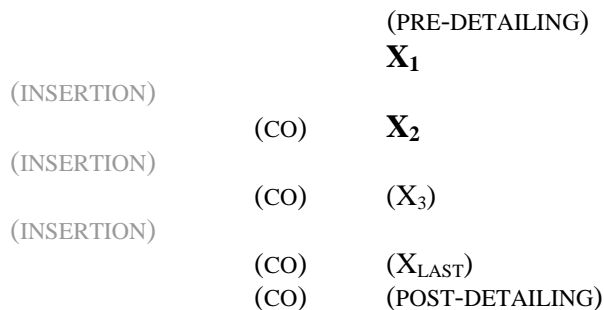 (PRE-DETAILING)
X₁
(INSERTION)
(CO) X₂
(INSERTION)
(CO) (X₃)
(INSERTION)
(CO) (X_LAST)
(CO) (POST-DETAILING)